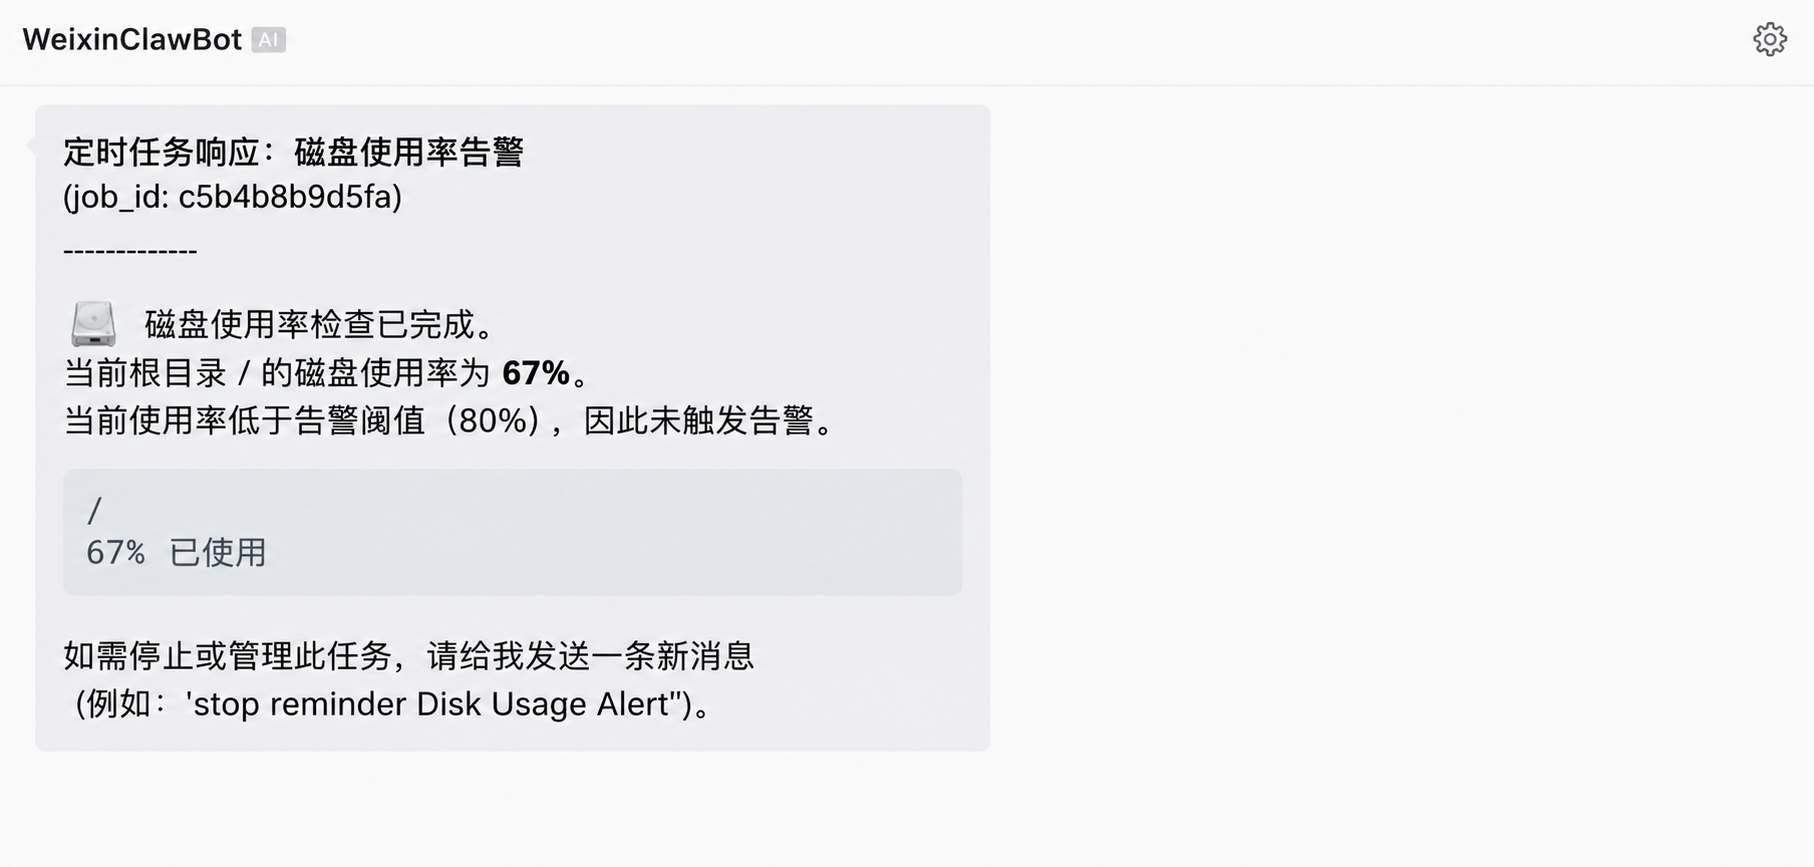 WeixinClawBot AI
定时任务响应：磁盘使用率告警
(job_id: c5b4b8b9d5fa)
-------------
磁盘使用率检查已完成。
当前根目录 / 的磁盘使用率为 67%。
当前使用率低于告警阈值（80%)，因此未触发告警。
/
67% 已使用
如需停止或管理此任务，请给我发送一条新消息
(例如：'stop reminder Disk Usage Alert")。